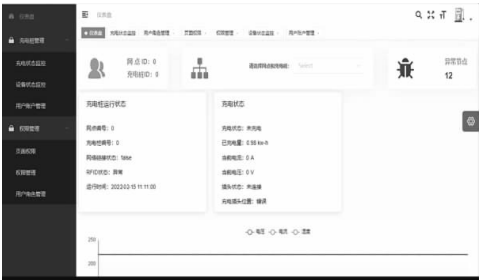 仪表盘
充电桩管理
充电状态监控
设备状态监控
用户账户管理
权限管理
页面权限
权限管理
用户角色管理
仪表盘
仪表盘 充电状态监控 用户角色管理 页面权限 权限管理 设备状态监控 用户账户管理
网点ID: 0
充电桩ID: 0
Select
异常节点
12
充电桩运行状态
网点编号: 0
充电桩编号: 0
网络链接状态: false
RFID状态: 异常
运行时间: 2022-02-15 11:11:00
充电状态
充电状态: 未充电
已充电量: 0.55 kw-h
当前电流: 0 A
当前电压: 0 V
插头状态: 未连接
充电插头位置: 错误
电压 电流 温度
250
200